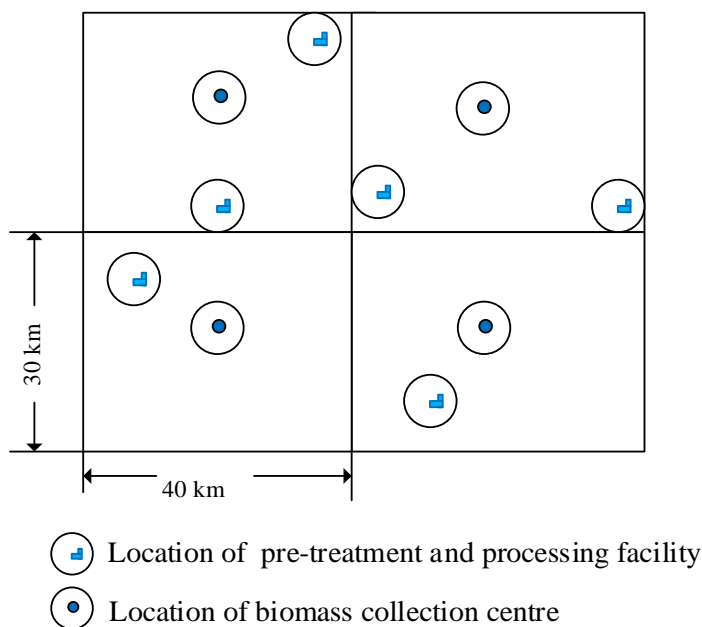 30 km
40 km
Location of pre-treatment and processing facility
Location of biomass collection centre